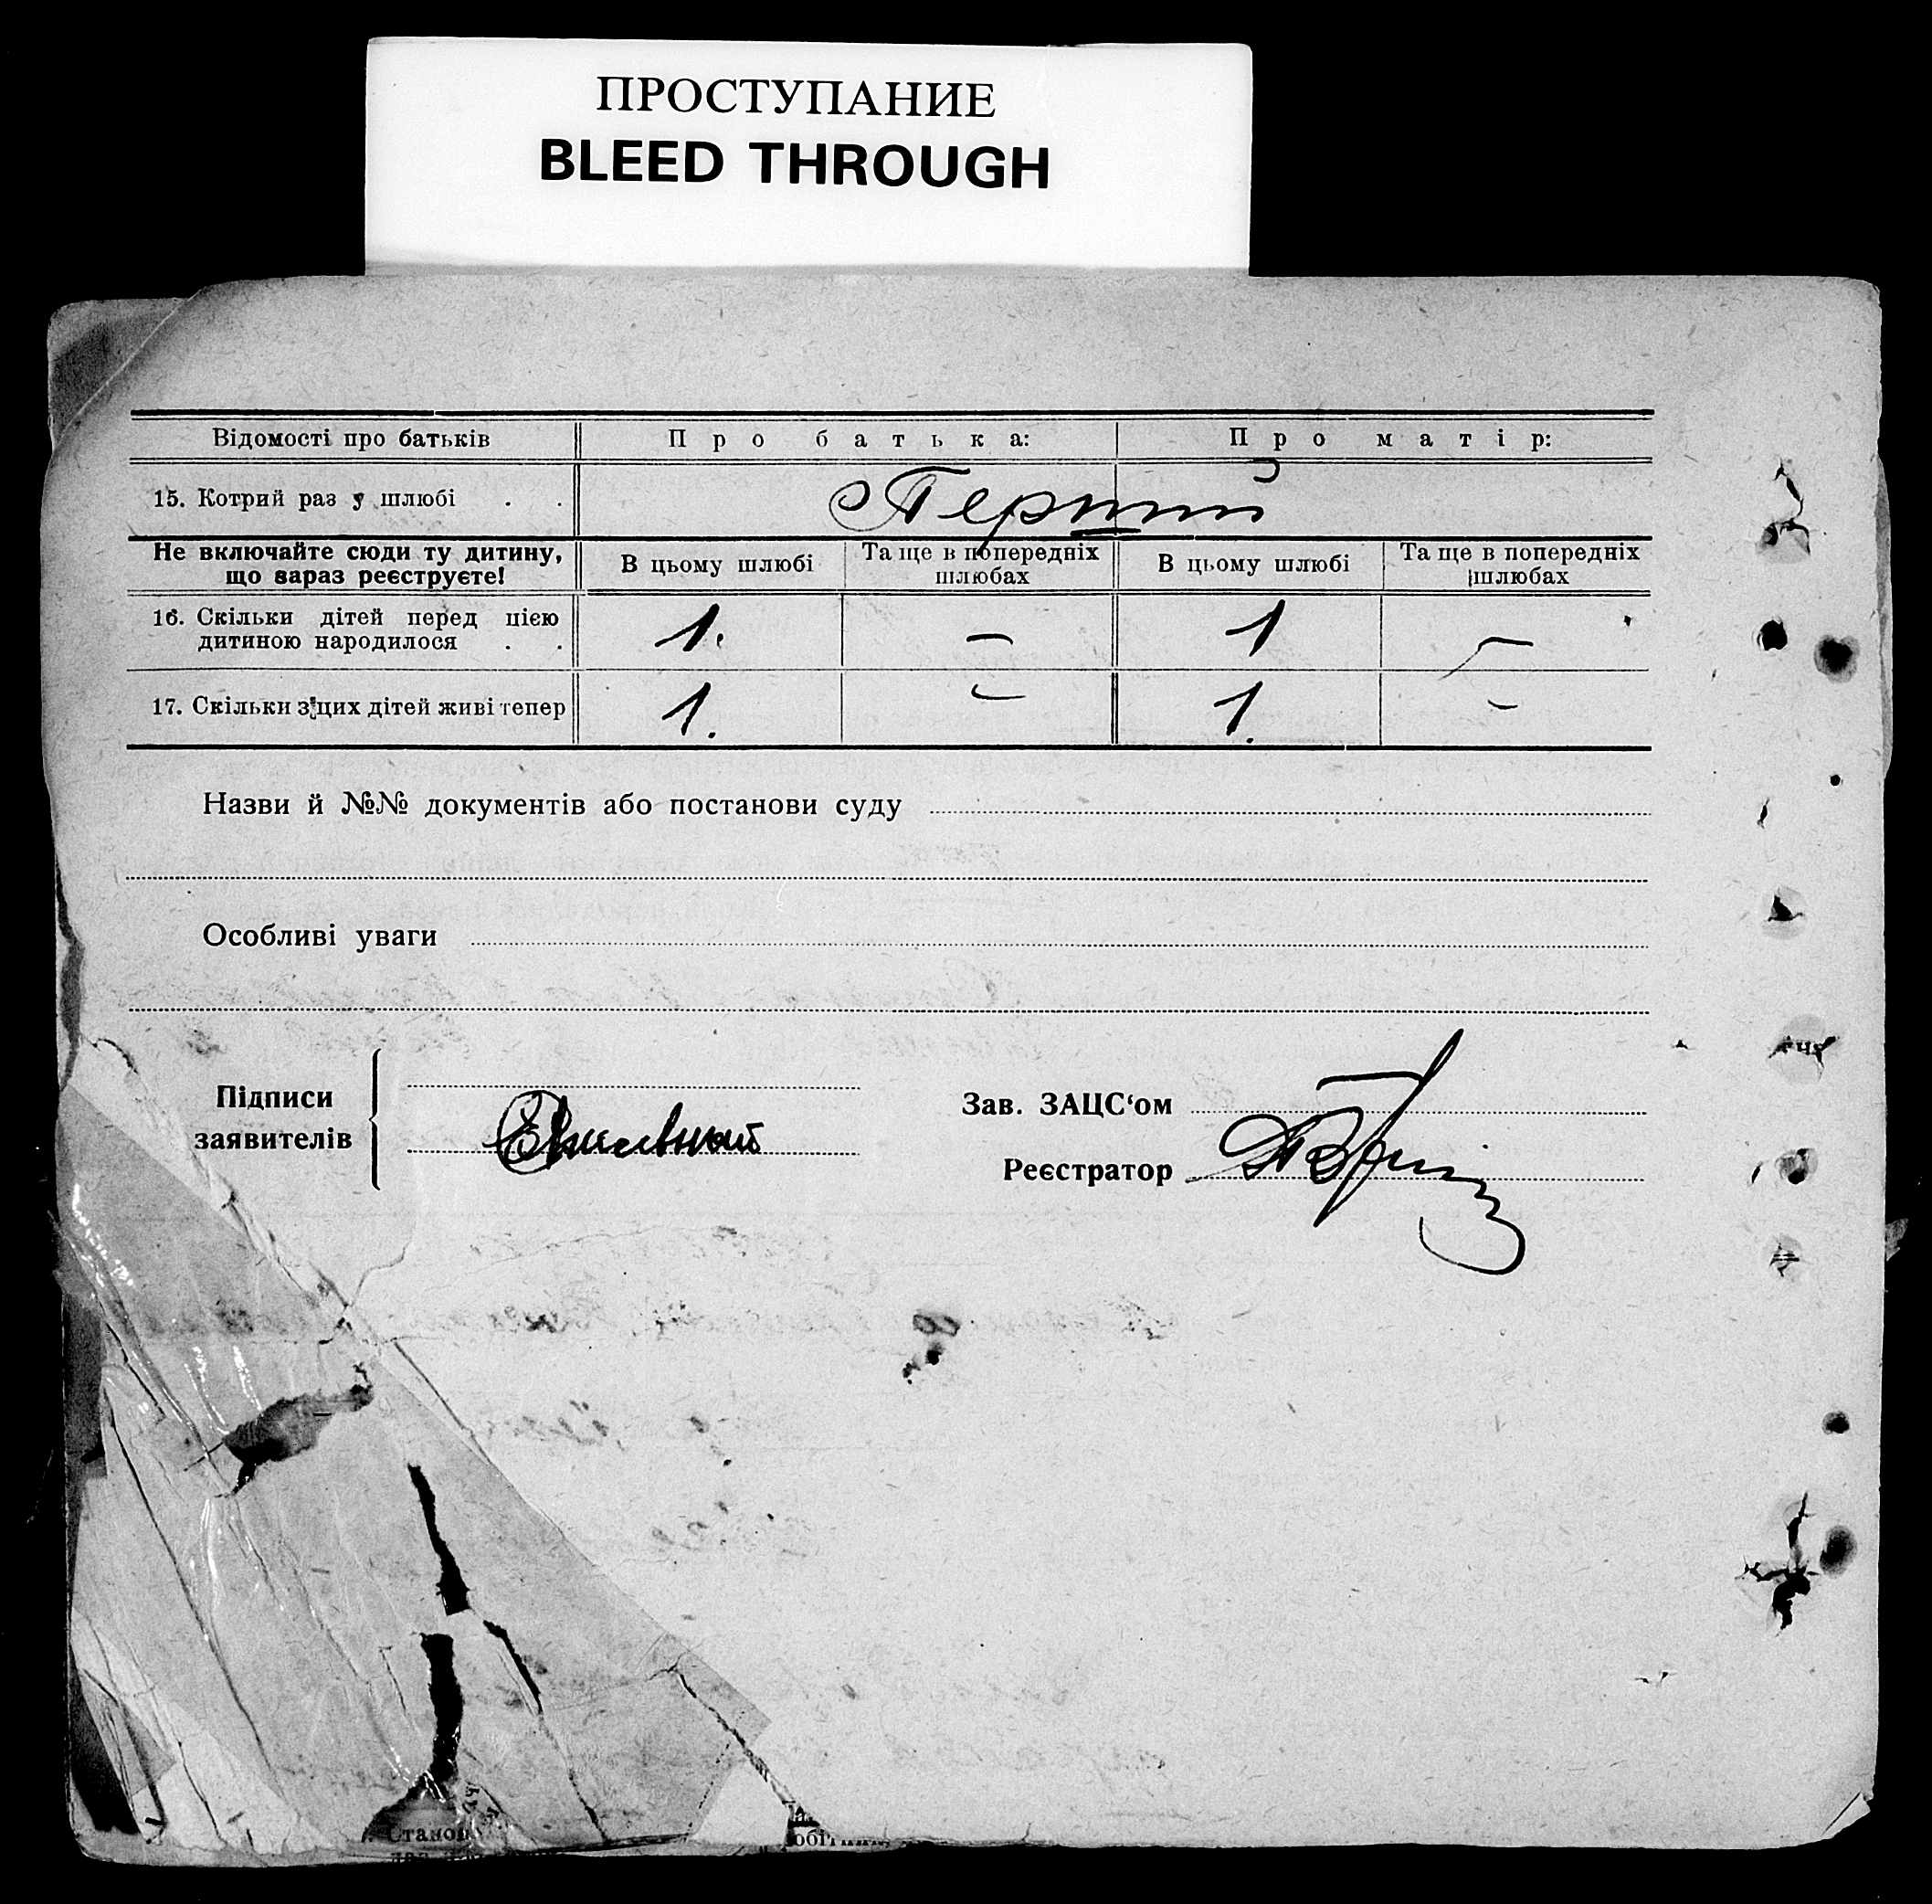 ПРОСТУПАНИЕ
BLEED THROUGH
Відомості про батьків Про батька: Про матір:
15. Котрий раз у шлюбі . . Перший
Не включайте сюди ту дитину, що зараз реєструєте! В цьому шлюбі Та ще в попередніх шлюбах В цьому шлюбі Та ще в попередніх шлюбах
16. Скільки дітей перед цією
дитиною народилося . . 1. — 1 —
17. Скільки з цих дітей живі тепер 1. — 1. —
Назви й №№ документів або постанови суду
Особливі уваги
Підписи
заявителів
Зав. ЗАЦС‘ом
Реєстратор
Станов